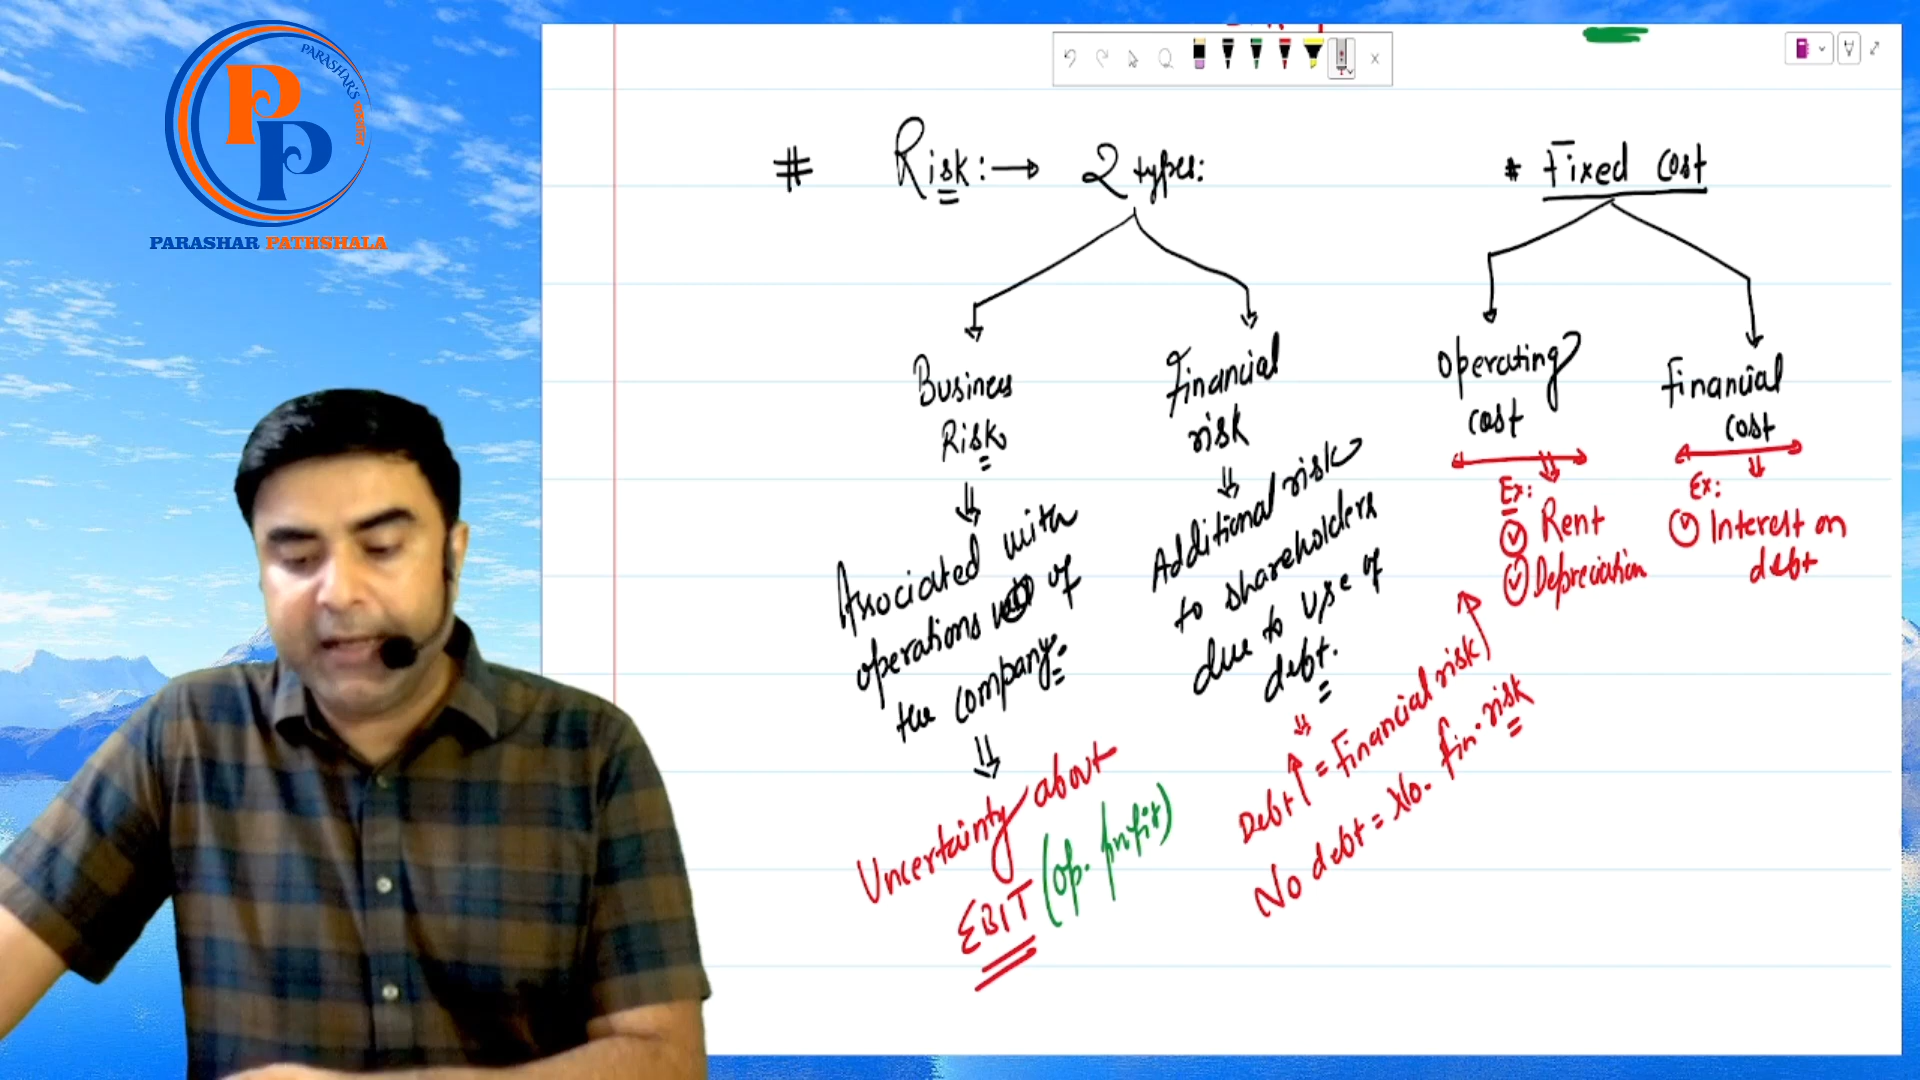 PARASHAR'S पाठशाला
PP
PARASHAR PATHSHALA
# Risk: → 2 types:
Business
Risk
Associated with
operations of
the company.
Uncertainty about
EBIT (op. profit)
Financial
risk
Additional risk
to shareholders
due to use of
debt.
Debt ↑ = Financial risk ↑
No debt = No. fin. risk
* Fixed cost
Operating
cost
Ex:
Rent
Depreciation
Financial
cost
Ex:
Interest on
debt